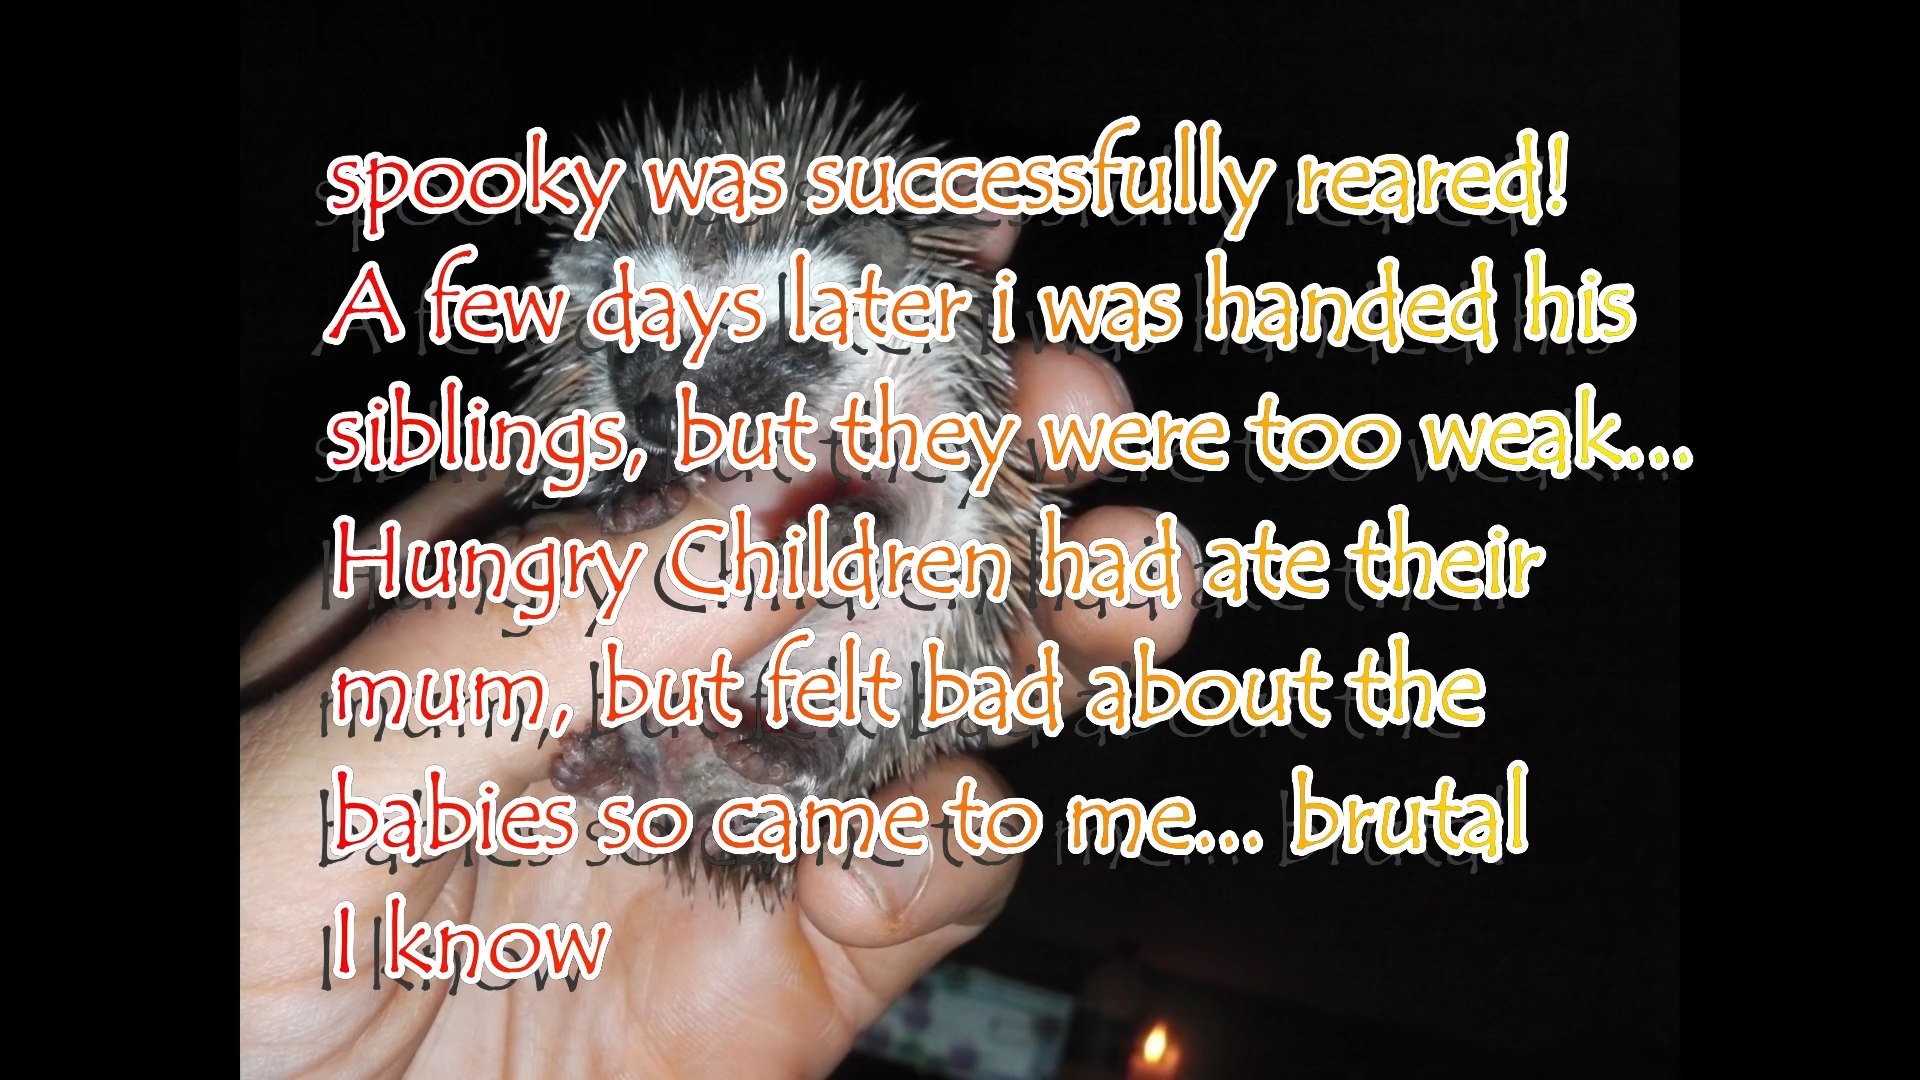 spooky was successfully reared!
A few days later i was handed his
siblings, but they were too weak...
Hungry Children had ate their
mum, but felt bad about the
babies so came to me... brutal
I know